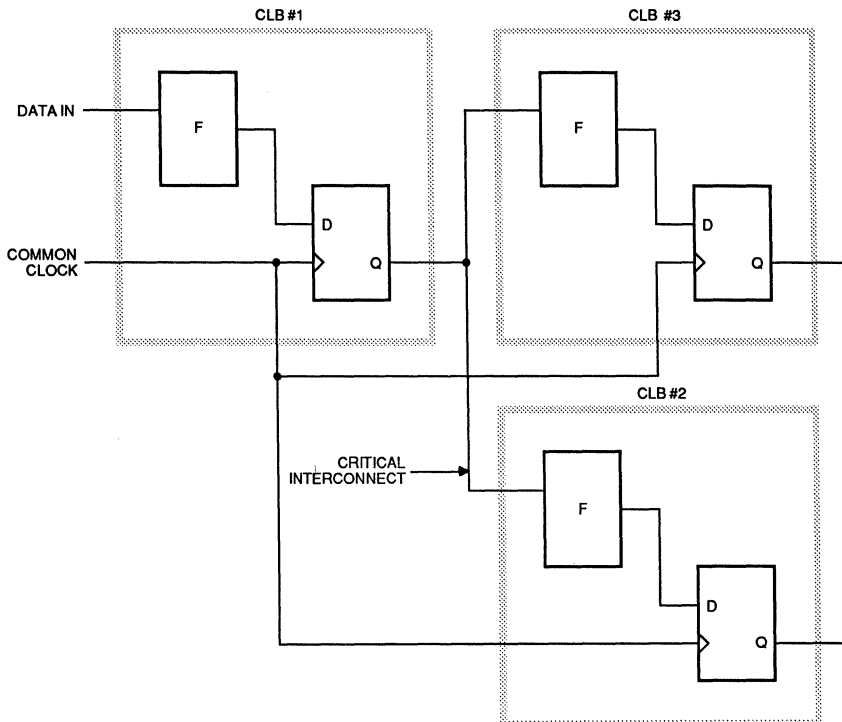 CLB #1
CLB #3
DATA IN
F
F
D
D
COMMON
CLOCK
Q
Q
CLB #2
CRITICAL
INTERCONNECT
F
D
Q